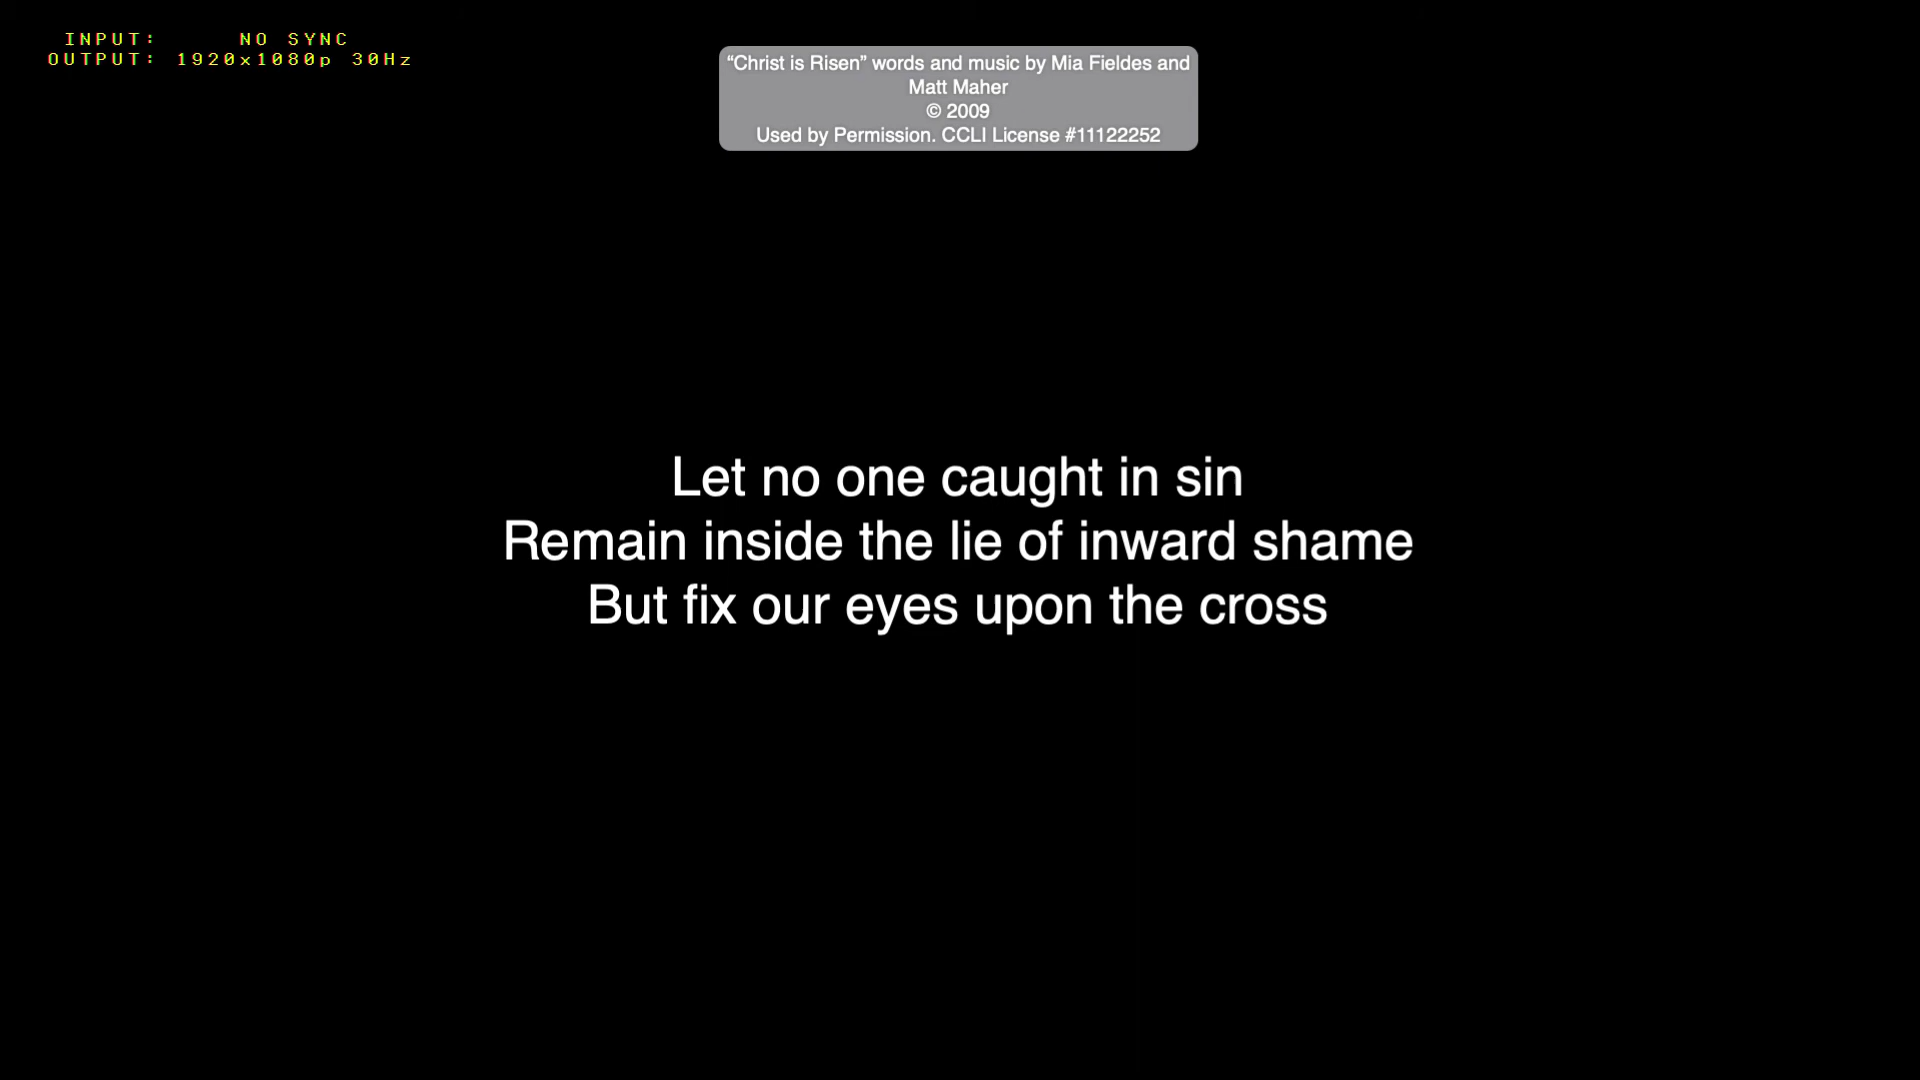 INPUT: NO SYNC
OUTPUT: 1920x1080p 30Hz
“Christ is Risen” words and music by Mia Fieldes and
Matt Maher
© 2009
Used by Permission. CCLI License #11122252
Let no one caught in sin
Remain inside the lie of inward shame
But fix our eyes upon the cross